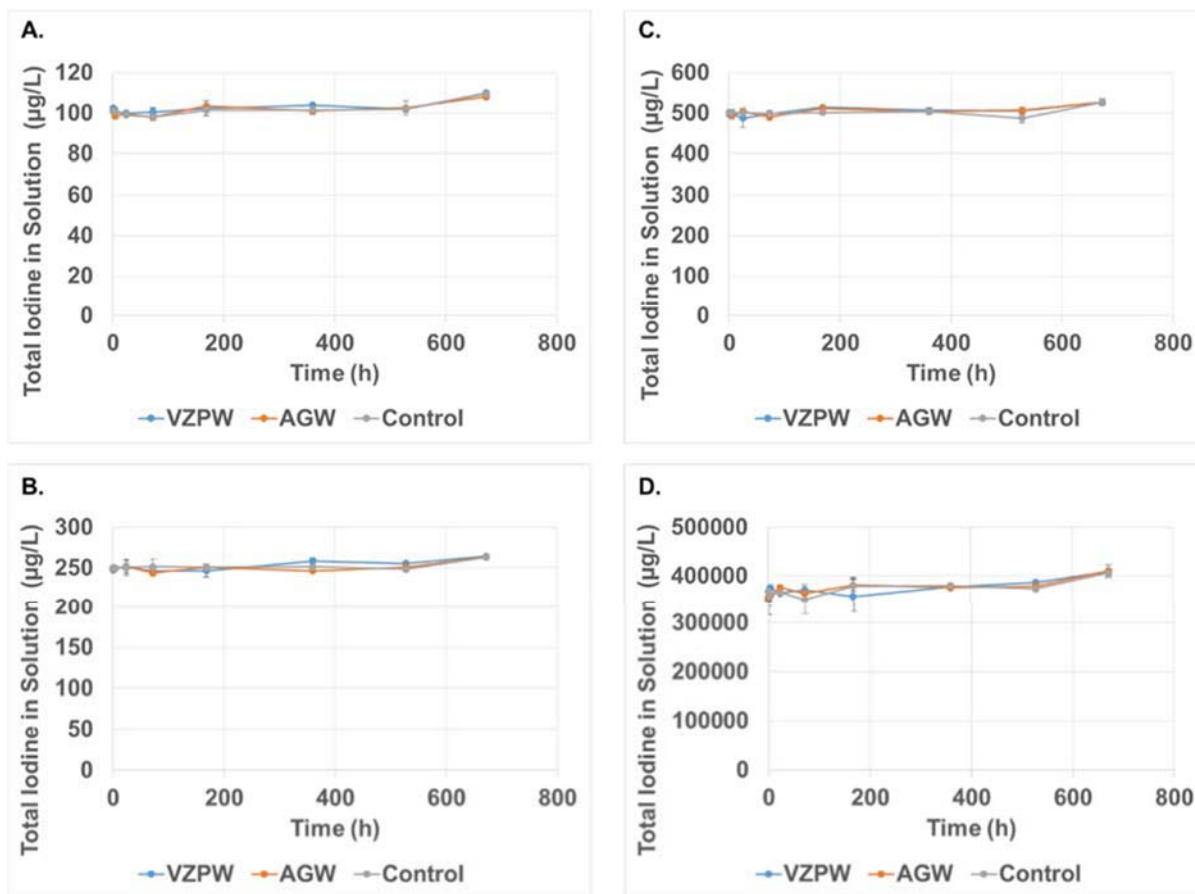 A.
Total Iodine in Solution (µg/L)
120
100
80
60
40
20
0
0 200 400 600 800
Time (h)
VZPW AGW Control
C.
Total Iodine in Solution (µg/L)
600
500
400
300
200
100
0
0 200 400 600 800
Time (h)
VZPW AGW Control
B.
Total Iodine in Solution (µg/L)
300
250
200
150
100
50
0
0 200 400 600 800
Time (h)
VZPW AGW Control
D.
Total Iodine in Solution (µg/L)
500000
400000
300000
200000
100000
0
0 200 400 600 800
Time (h)
VZPW AGW Control